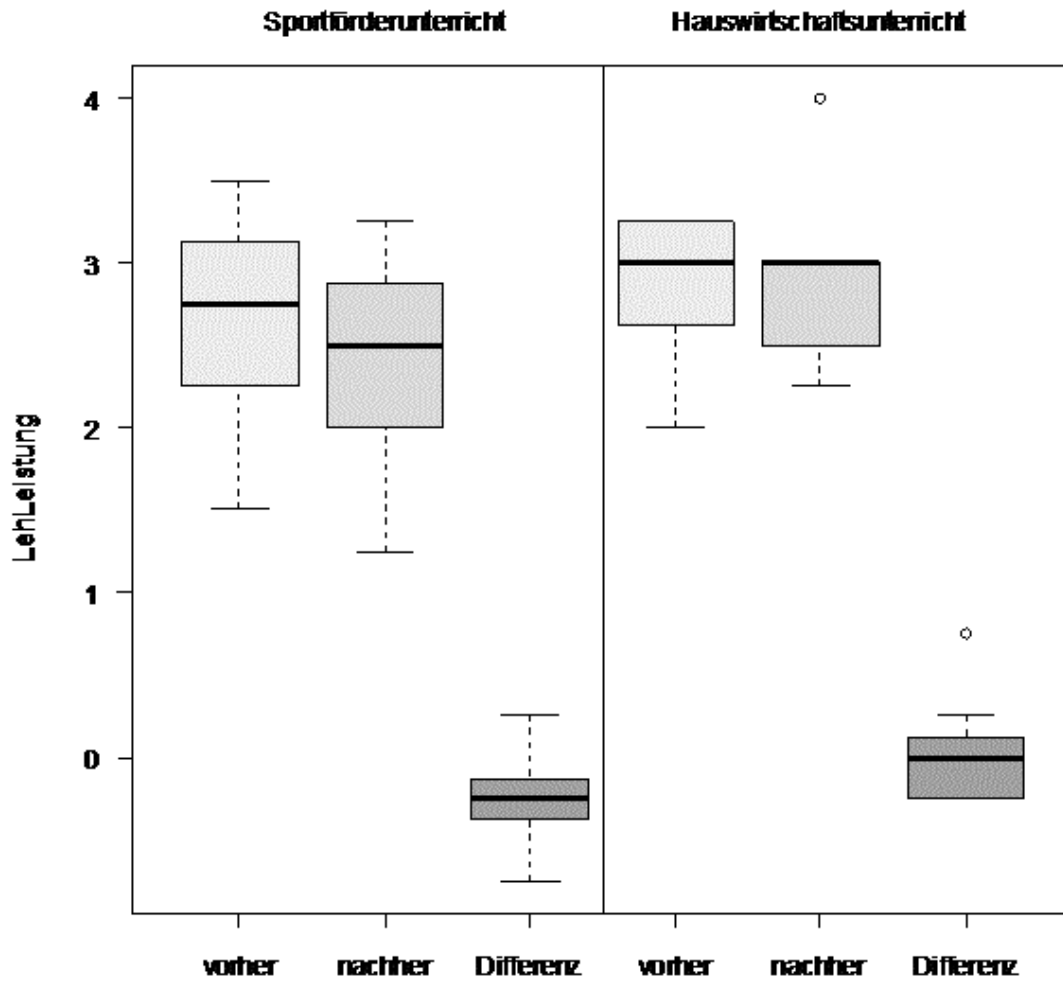 Sportförderunterricht
Hauswirtschaftsunterricht
LehLeistung
4
3
2
1
0
vorher nachher Differenz vorher nachher Differenz